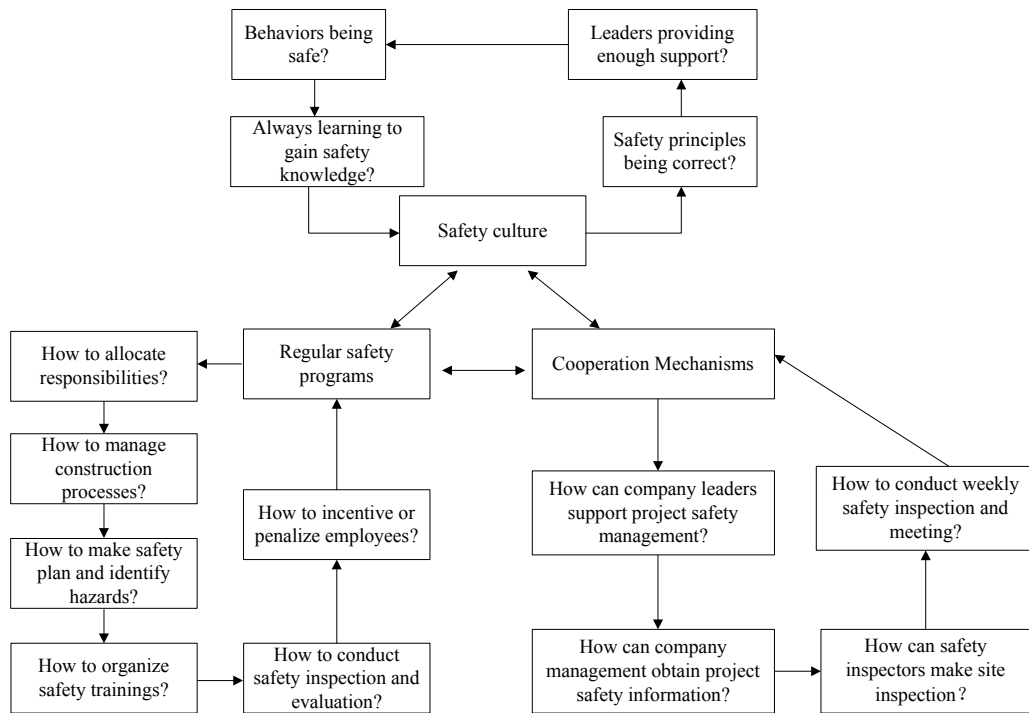 Behaviors being
safe?
Leaders providing
enough support?
Always learning to
gain safety
knowledge?
Safety principles
being correct?
Safety culture
How to allocate
responsibilities?
Regular safety
programs
Cooperation Mechanisms
How to manage
construction
processes?
How to incentive or
penalize employees?
How can company leaders
support project safety
management?
How to conduct weekly
safety inspection and
meeting?
How to make safety
plan and identify
hazards?
How to organize
safety trainings?
How to conduct
safety inspection and
evaluation?
How can company
management obtain project
safety information?
How can safety
inspectors make site
inspection?